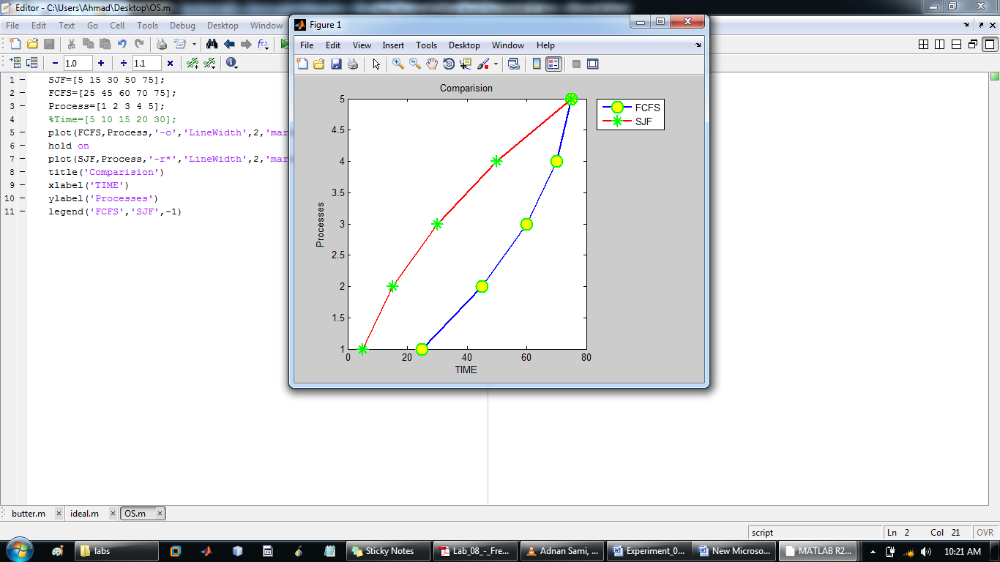 Editor - C:\Users\Ahmad\Desktop\OS.m
File Edit Text Go Cell Tools Debug Desktop Window
1.0
1.1
1 SJF=[5 15 30 50 75];
2 FCFS=[25 45 60 70 75];
3 Process=[1 2 3 4 5];
4 %Time=[5 10 15 20 30];
5 plot(FCFS,Process,'-o','LineWidth',2,'mar
6 hold on
7 plot(SJF,Process,'-r*','LineWidth',2,'mar
8 title('Comparision')
9 xlabel('TIME')
10 ylabel('Processes')
11 legend('FCFS','SJF',-1)
Figure 1
File Edit View Insert Tools Desktop Window Help
Comparision
5
4.5
4
3.5
3
2.5
2
1.5
1
Processes
0 20 40 60 80
TIME
FCFS
SJF
butter.m ideal.m OS.m
script Ln 2 Col 21 OVR
labs Sticky Notes Lab_08_-_Fre... Adnan Sami, ... Experiment_0... New Microso... MATLAB R2... 10:21 AM